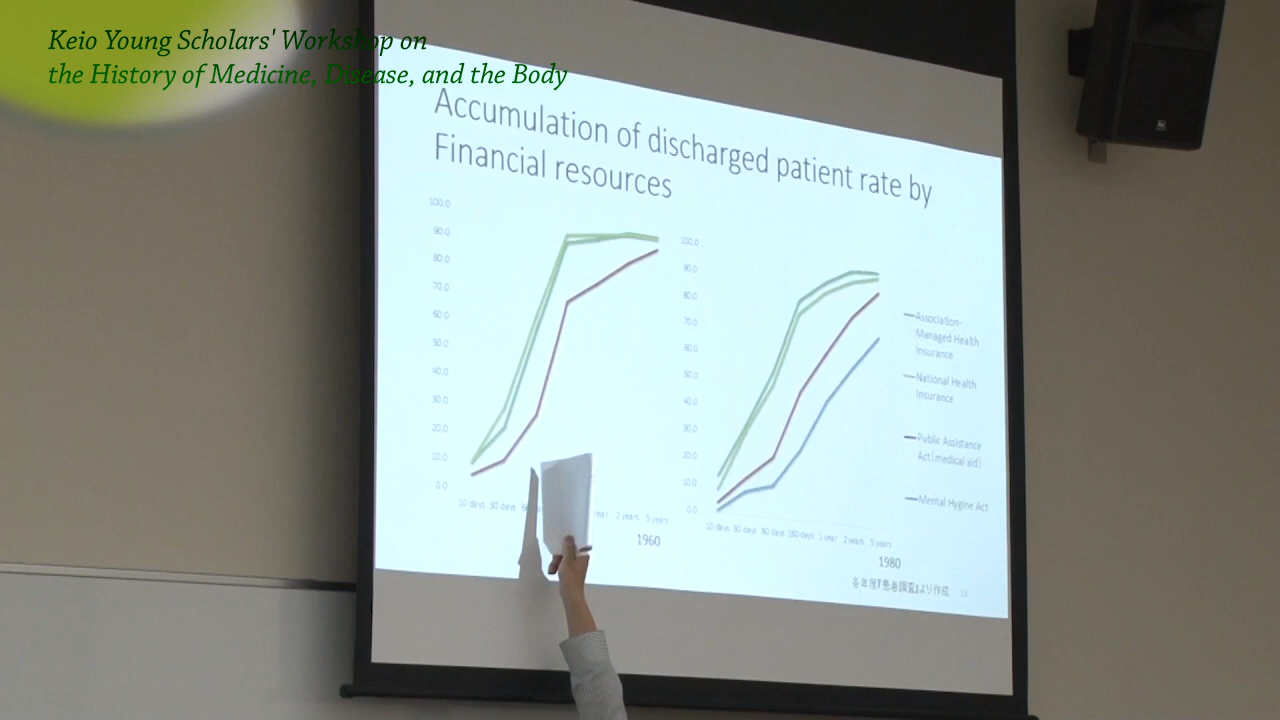 Keio Young Scholars' Workshop on
the History of Medicine, Disease, and the Body
Accumulation of discharged patient rate by
Financial resources
100.0
90.0
80.0
70.0
60.0
50.0
40.0
30.0
20.0
10.0
0.0
10 days 30 days year 2 years 5 years
1960
100.0
90.0
80.0
70.0
60.0
50.0
40.0
30.0
20.0
10.0
0.0
10 days 30 days 60 days 180 days 1 year 2 years 5 years
1980
Association-
Managed Health
Insurance
National Health
Insurance
Public Assistance
Act(medical aid)
Mental Hygine Act
各年度『患者調査』より作成
15